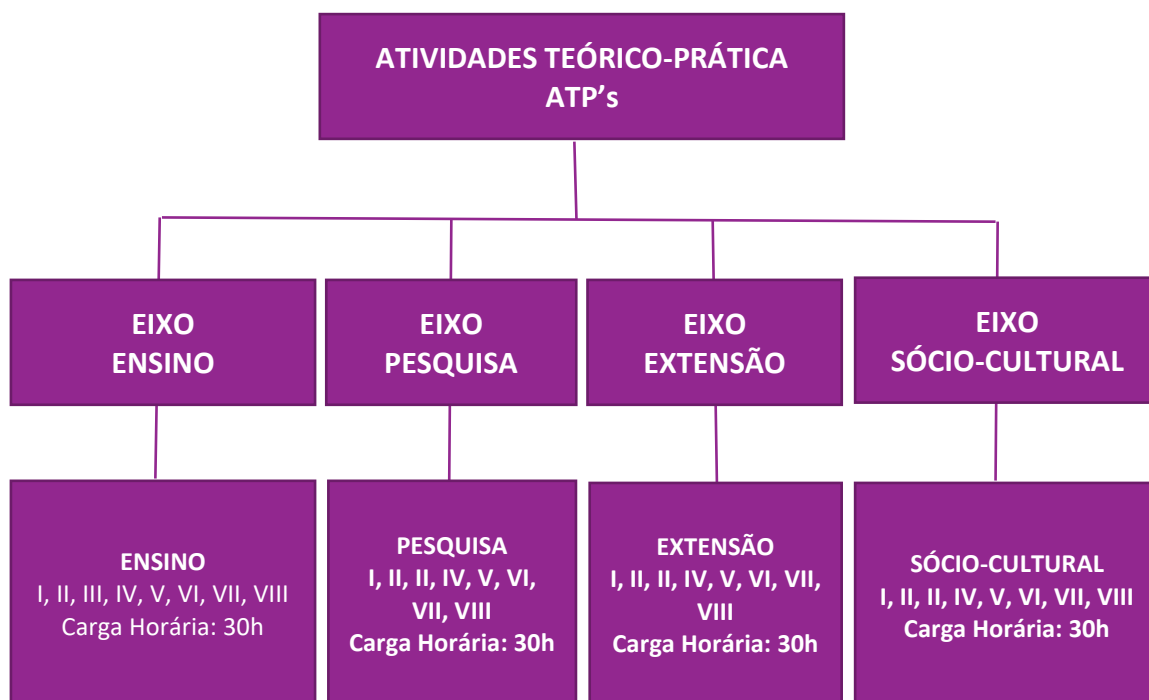 ATIVIDADES TEÓRICO-PRÁTICA
ATP’s
EIXO
ENSINO
EIXO
PESQUISA
EIXO
EXTENSÃO
EIXO
SÓCIO-CULTURAL
ENSINO
I, II, III, IV, V, VI, VII, VIII
Carga Horária: 30h
PESQUISA
I, II, II, IV, V, VI,
VII, VIII
Carga Horária: 30h
EXTENSÃO
I, II, II, IV, V, VI, VII,
VIII
Carga Horária: 30h
SÓCIO-CULTURAL
I, II, II, IV, V, VI, VII, VIII
Carga Horária: 30h